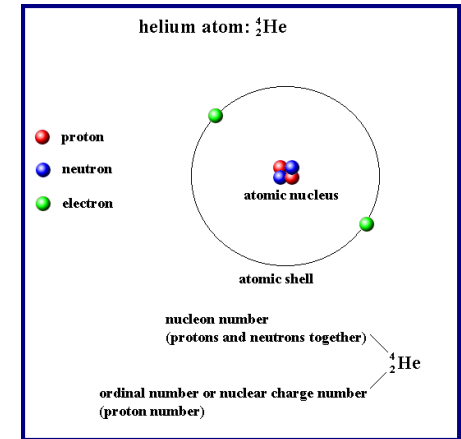 helium atom: ⁴₂He
proton
neutron
electron
atomic nucleus
atomic shell
nucleon number
(protons and neutrons together)
⁴₂He
ordinal number or nuclear charge number
(proton number)